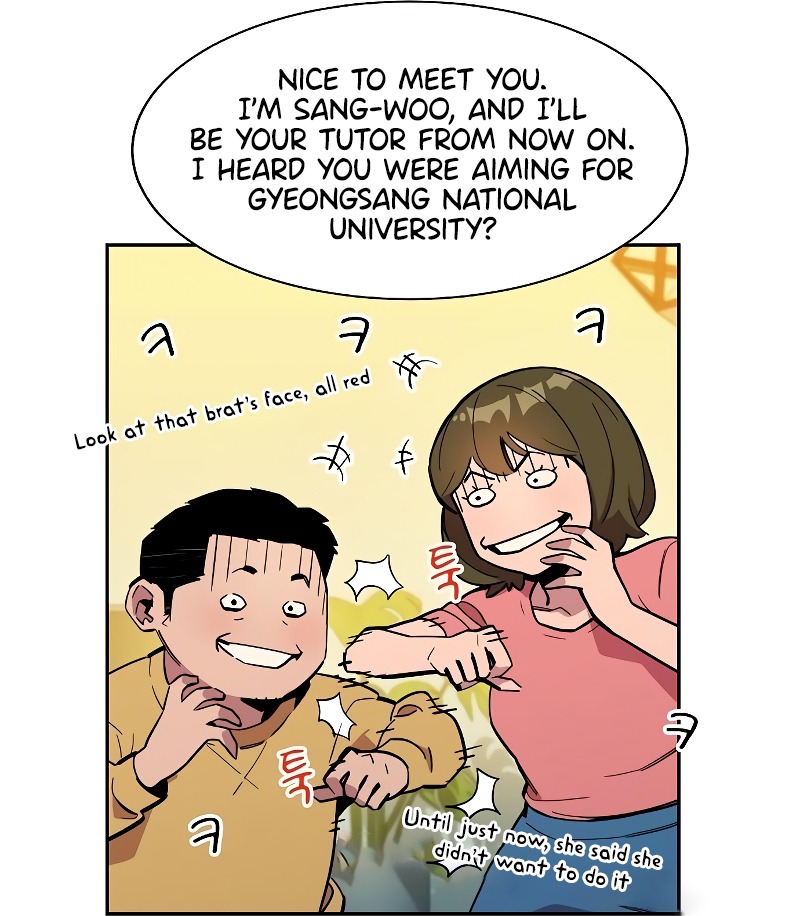 NICE TO MEET YOU.
I'M SANG-WOO, AND I'LL
BE YOUR TUTOR FROM NOW ON.
I HEARD YOU WERE AIMING FOR
GYEONGSANG NATIONAL
UNIVERSITY?
ㅋ
ㅋ
ㅋ
Look at that brat's face, all red
툭
ㅋ
툭
ㅋ
Until just now, she said she
didn't want to do it